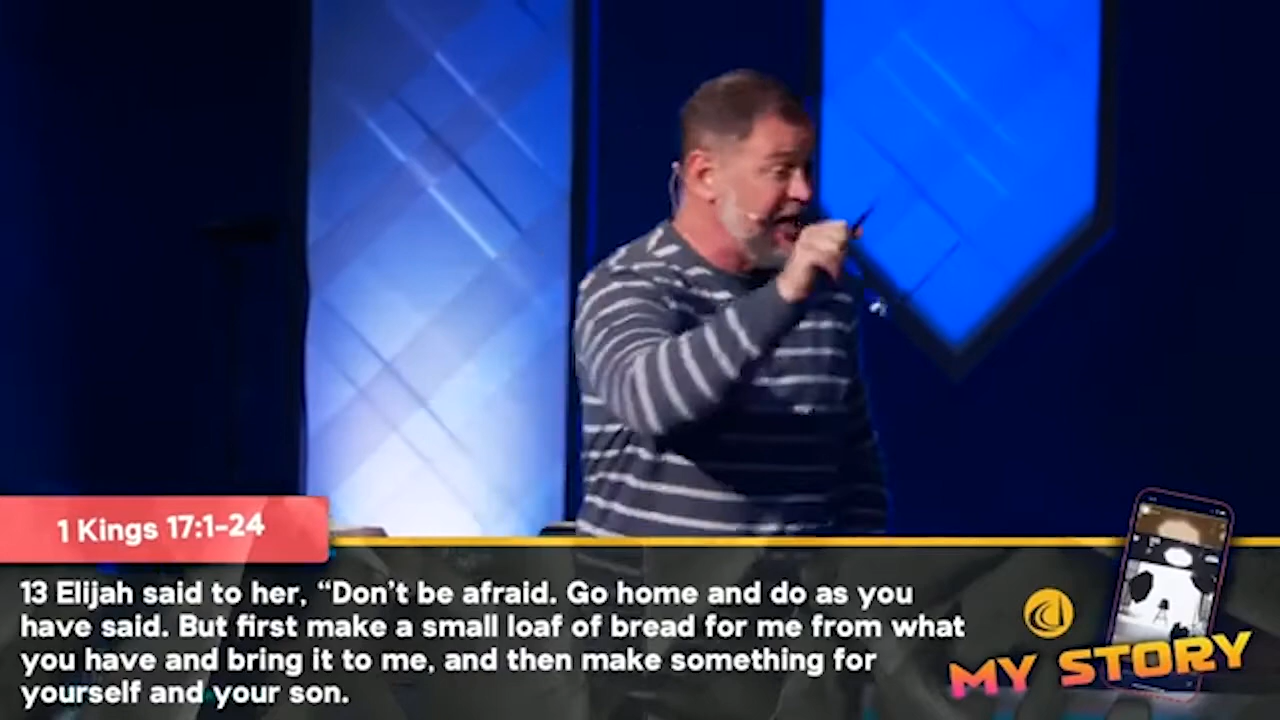 1 Kings 17:1-24
13 Elijah said to her, “Don’t be afraid. Go home and do as you
have said. But first make a small loaf of bread for me from what
you have and bring it to me, and then make something for
yourself and your son.
MY STORY